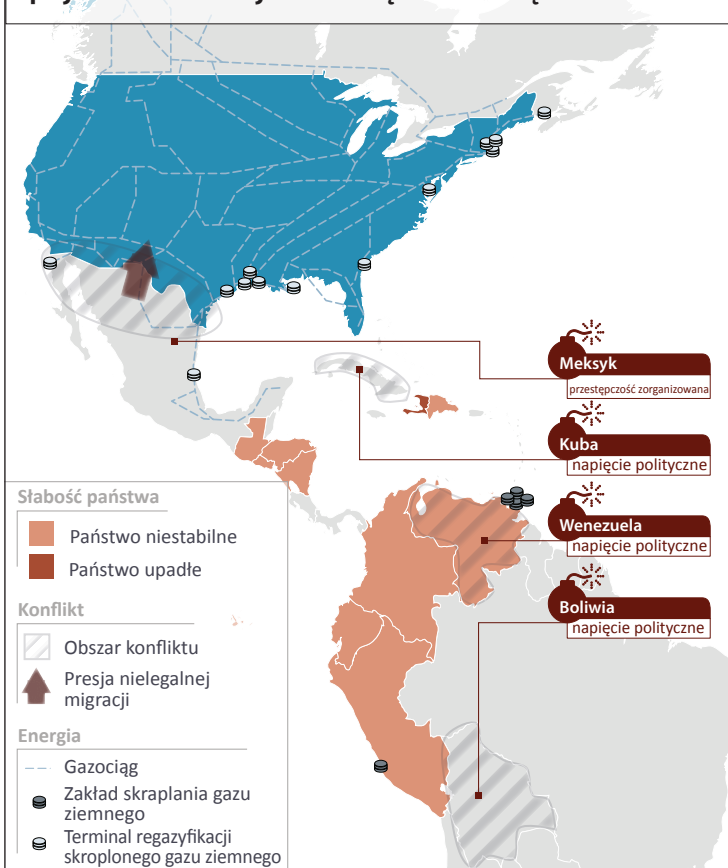 Meksyk
przestępczość zorganizowana
Kuba
napięcie polityczne
Wenezuela
napięcie polityczne
Boliwia
napięcie polityczne
Słabość państwa
Państwo niestabilne
Państwo upadłe
Konflikt
Obszar konfliktu
Presja nielegalnej
migracji
Energia
Gazociąg
Zakład skraplania gazu
ziemnego
Terminal regazyfikacji
skroplonego gazu ziemnego